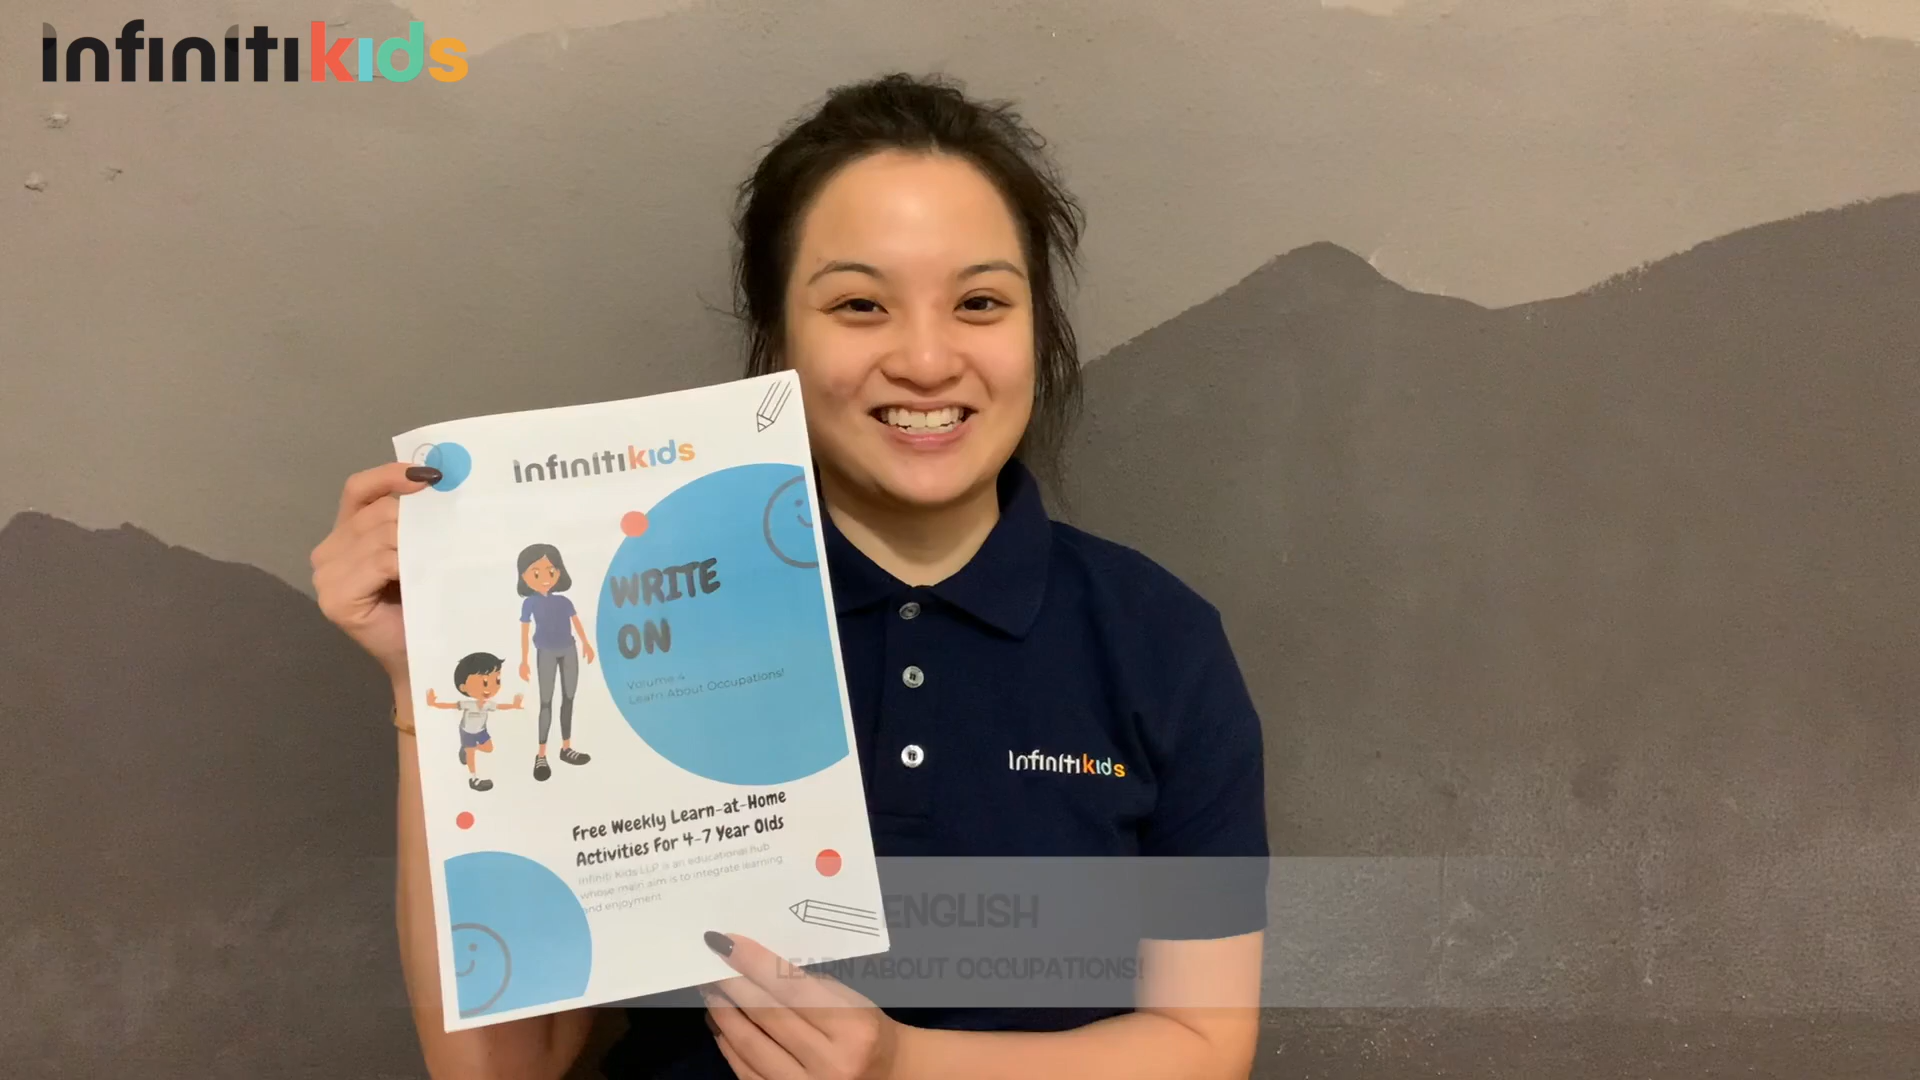 infinitikids
infinitikids
WRITE
ON
Volume 4
Learn About Occupations!
infinitikids
Free Weekly Learn-at-Home
Activities For 4-7 Year Olds
Infiniti Kids LLP is an educational hub
whose main aim is to integrate learning
and enjoyment
ENGLISH
LEARN ABOUT OCCUPATIONS!